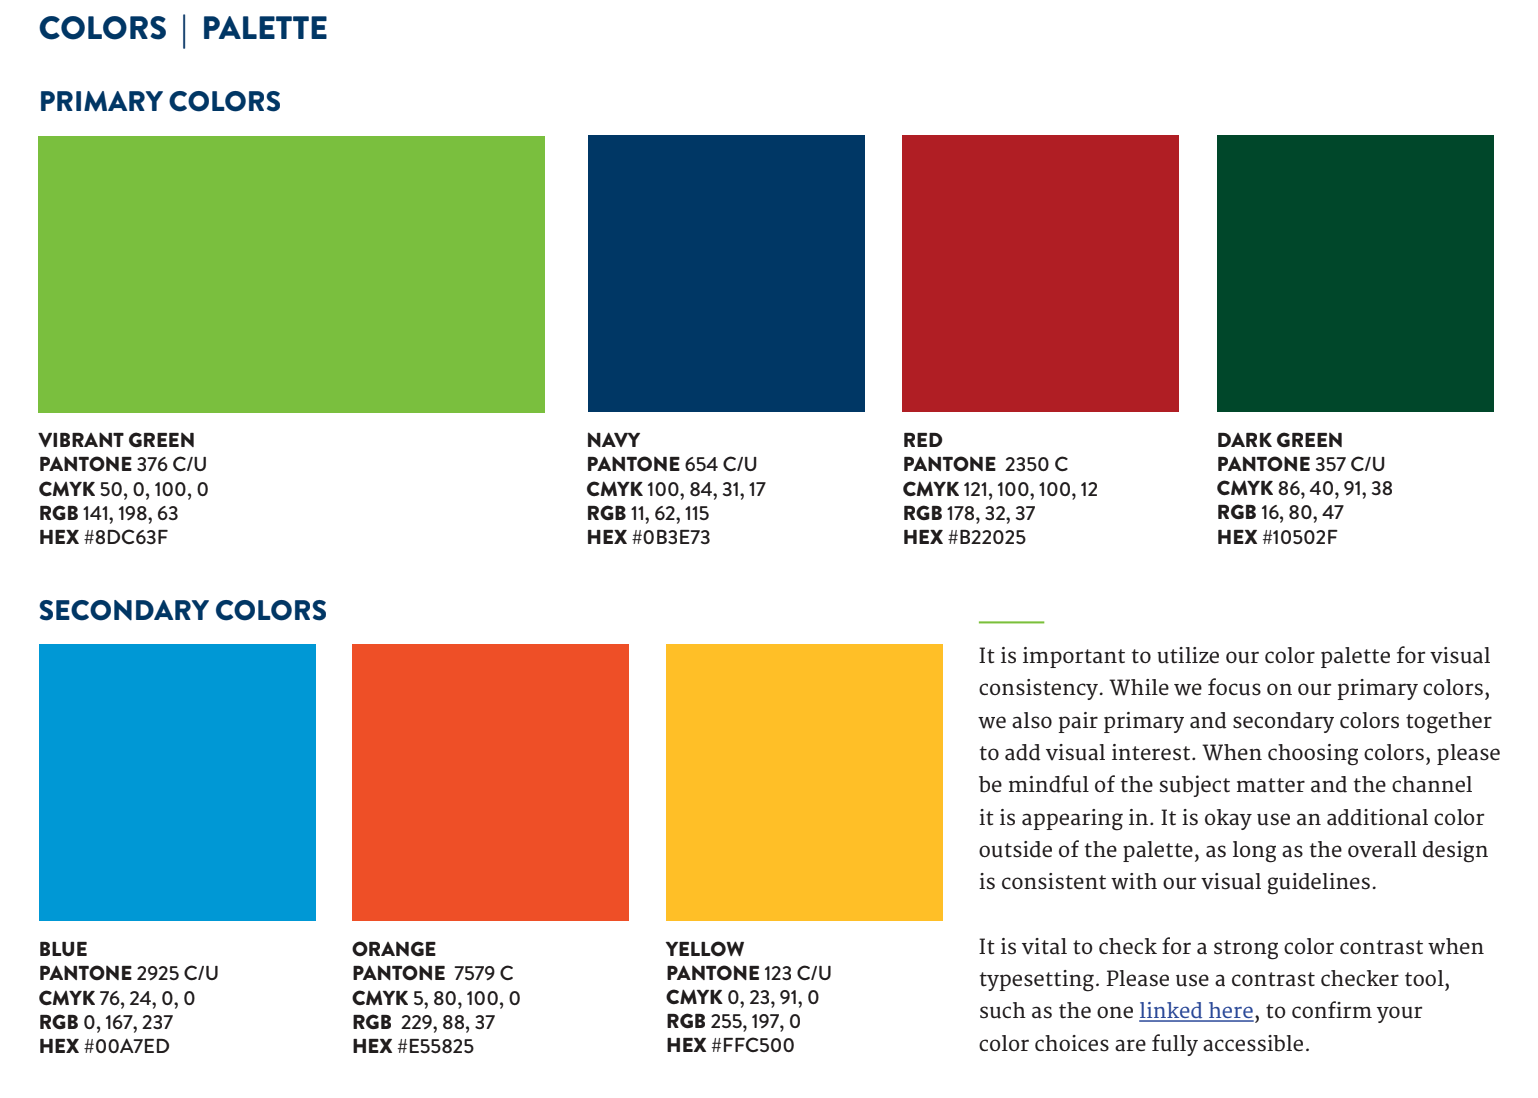 COLORS | PALETTE
PRIMARY COLORS
VIBRANT GREEN
PANTONE 376 C/U
CMYK 50, 0, 100, 0
RGB 141, 198, 63
HEX #8DC63F
NAVY
PANTONE 654 C/U
CMYK 100, 84, 31, 17
RGB 11, 62, 115
HEX #0B3E73
RED
PANTONE 2350 C
CMYK 121, 100, 100, 12
RGB 178, 32, 37
HEX #B22025
DARK GREEN
PANTONE 357 C/U
CMYK 86, 40, 91, 38
RGB 16, 80, 47
HEX #10502F
SECONDARY COLORS
BLUE
PANTONE 2925 C/U
CMYK 76, 24, 0, 0
RGB 0, 167, 237
HEX #00A7ED
ORANGE
PANTONE 7579 C
CMYK 5, 80, 100, 0
RGB 229, 88, 37
HEX #E55825
YELLOW
PANTONE 123 C/U
CMYK 0, 23, 91, 0
RGB 255, 197, 0
HEX #FFC500
It is important to utilize our color palette for visual
consistency. While we focus on our primary colors,
we also pair primary and secondary colors together
to add visual interest. When choosing colors, please
be mindful of the subject matter and the channel
it is appearing in. It is okay use an additional color
outside of the palette, as long as the overall design
is consistent with our visual guidelines.
It is vital to check for a strong color contrast when
typesetting. Please use a contrast checker tool,
such as the one linked here, to confirm your
color choices are fully accessible.